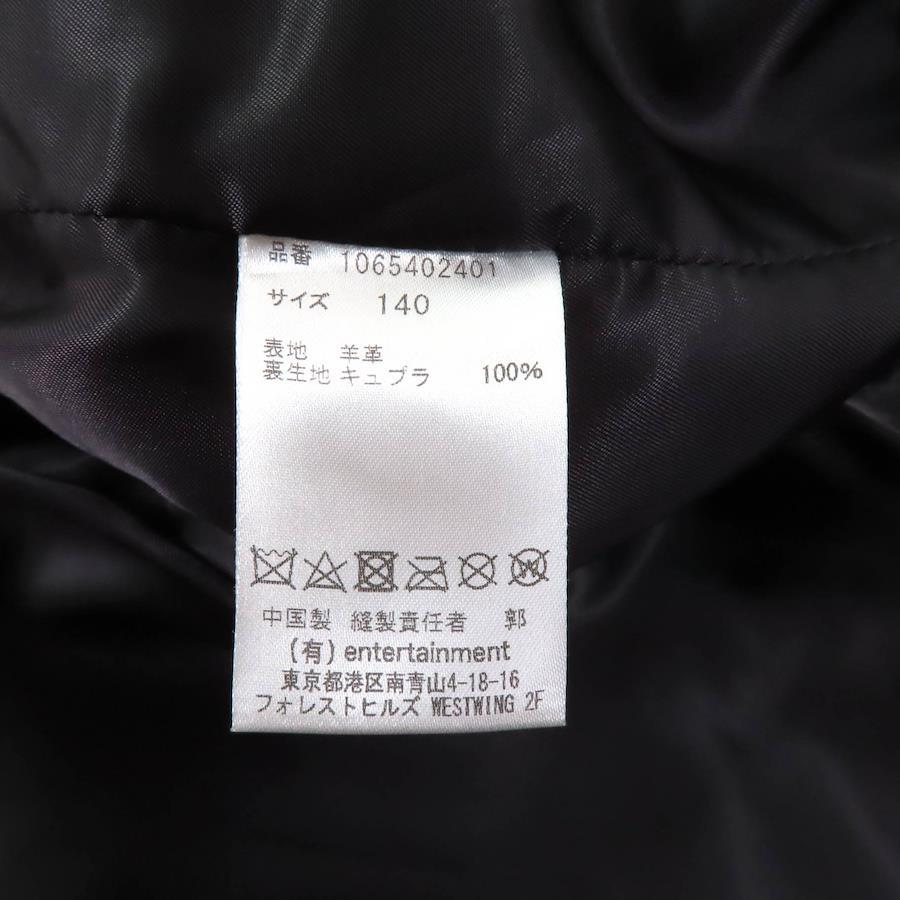 品番 1065402401
サイズ 140
表地 羊革
裏生地 キュプラ 100%
中国製 縫製責任者 郭
(有) entertainment
東京都港区南青山4-18-16
フォレストヒルズ WESTWING 2F